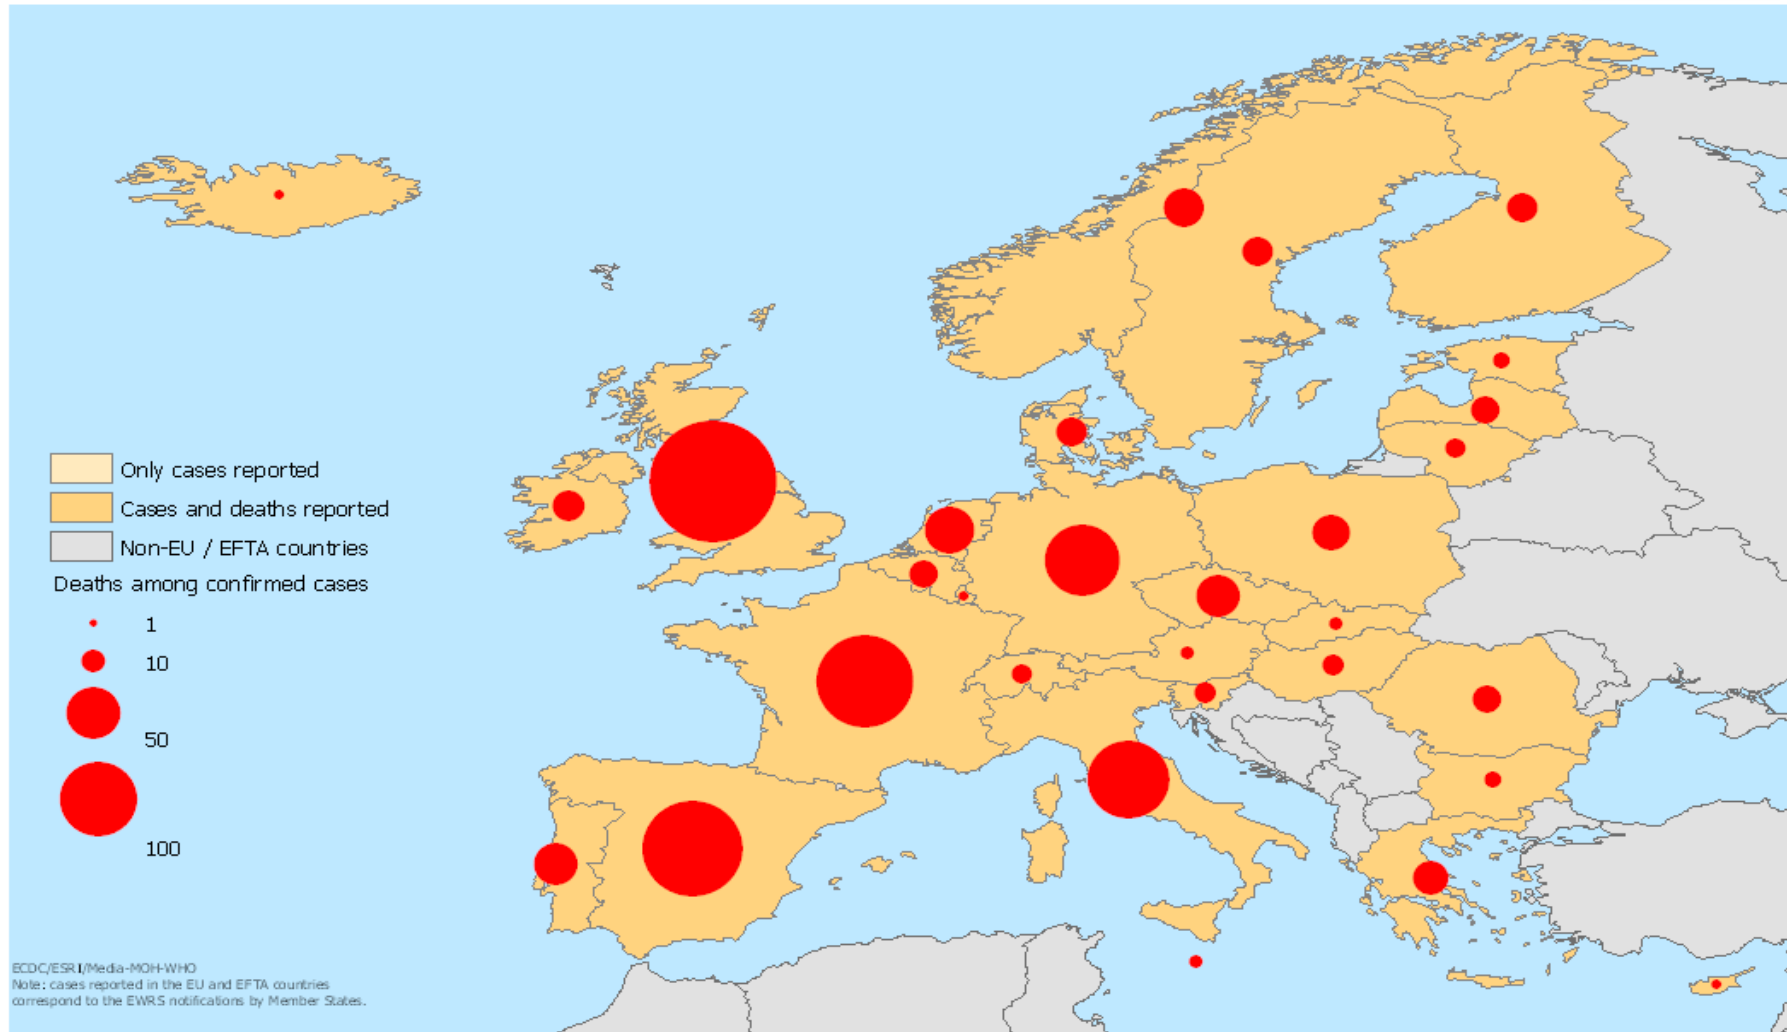 Only cases reported
Cases and deaths reported
Non-EU / EFTA countries
Deaths among confirmed cases
1
10
50
100
ECDC/ESRI/Media-MOH-WHO
Note: cases reported in the EU and EFTA countries
correspond to the EWRS notifications by Member States.